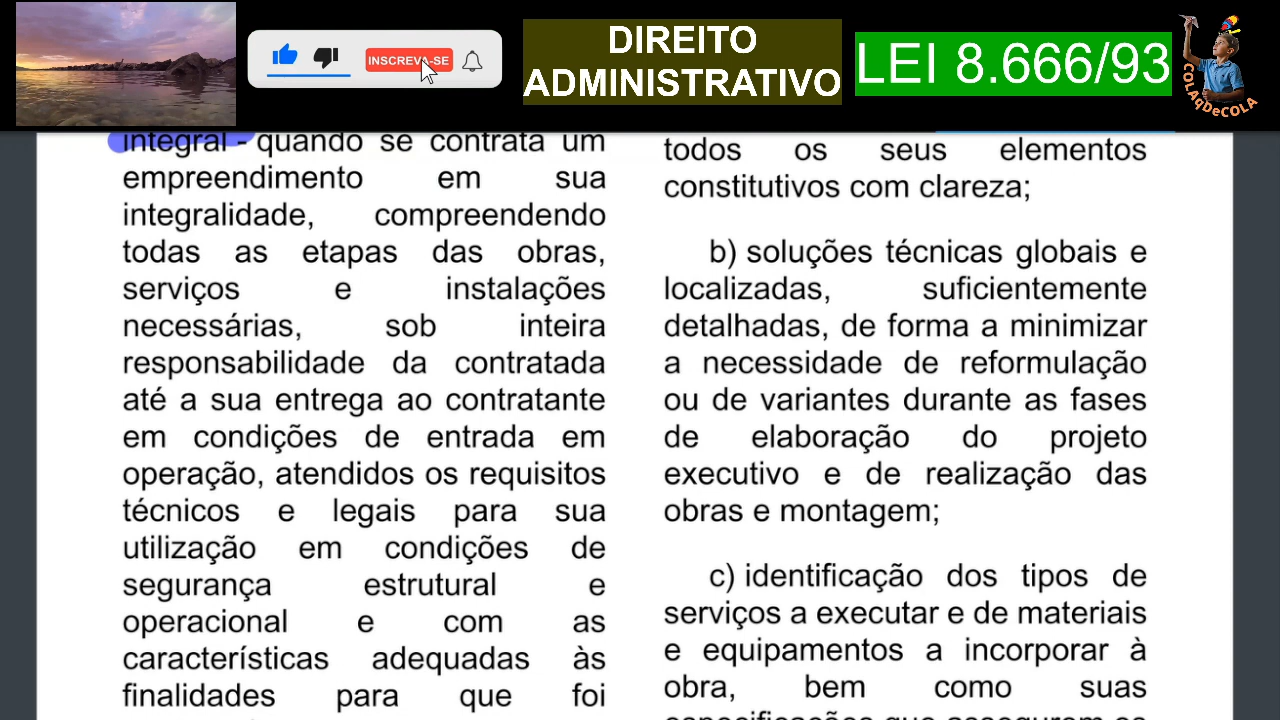 INSCREVA-SE
DIREITO
ADMINISTRATIVO
LEI 8.666/93
COLAqDeCOLA
integral - quando se contrata um
empreendimento em sua
integralidade, compreendendo
todas as etapas das obras,
serviços e instalações
necessárias, sob inteira
responsabilidade da contratada
até a sua entrega ao contratante
em condições de entrada em
operação, atendidos os requisitos
técnicos e legais para sua
utilização em condições de
segurança estrutural e
operacional e com as
características adequadas às
finalidades para que foi
todos os seus elementos
constitutivos com clareza;
b) soluções técnicas globais e
localizadas, suficientemente
detalhadas, de forma a minimizar
a necessidade de reformulação
ou de variantes durante as fases
de elaboração do projeto
executivo e de realização das
obras e montagem;
c) identificação dos tipos de
serviços a executar e de materiais
e equipamentos a incorporar à
obra, bem como suas
especificações que assegurem os